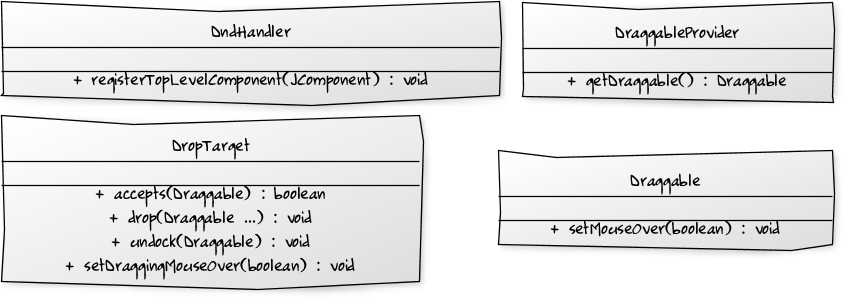 DndHandler
+ registerTopLevelComponent(JComponent) : void
DraggableProvider
+ getDraggable() : Draggable
DropTarget
+ accepts(Draggable) : boolean
+ drop(Draggable ...) : void
+ undock(Draggable) : void
+ setDraggingMouseOver(boolean) : void
Draggable
+ setMouseOver(boolean) : void